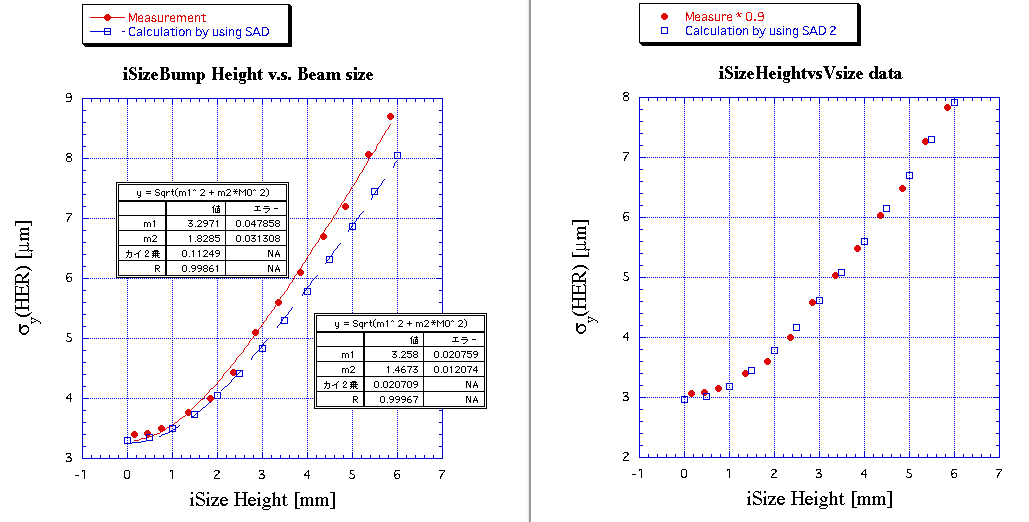 Measurement
Calculation by using SAD
iSizeBump Height v.s. Beam size
9
8
7
6
5
4
3
-1 0 1 2 3 4 5 6 7
σy(HER) [μm]
iSize Height [mm]
y = Sqrt(m1^2 + m2*M0^2)
値 エラー
m1 3.2971 0.047858
m2 1.8285 0.031308
カイ2乗 0.11249 NA
R 0.99861 NA
y = Sqrt(m1^2 + m2*M0^2)
値 エラー
m1 3.258 0.020759
m2 1.4673 0.012074
カイ2乗 0.020709 NA
R 0.99967 NA
Measure * 0.9
Calculation by using SAD 2
iSizeHeightvsVsize data
8
7
6
5
4
3
2
-1 0 1 2 3 4 5 6 7
σy(HER) [μm]
iSize Height [mm]